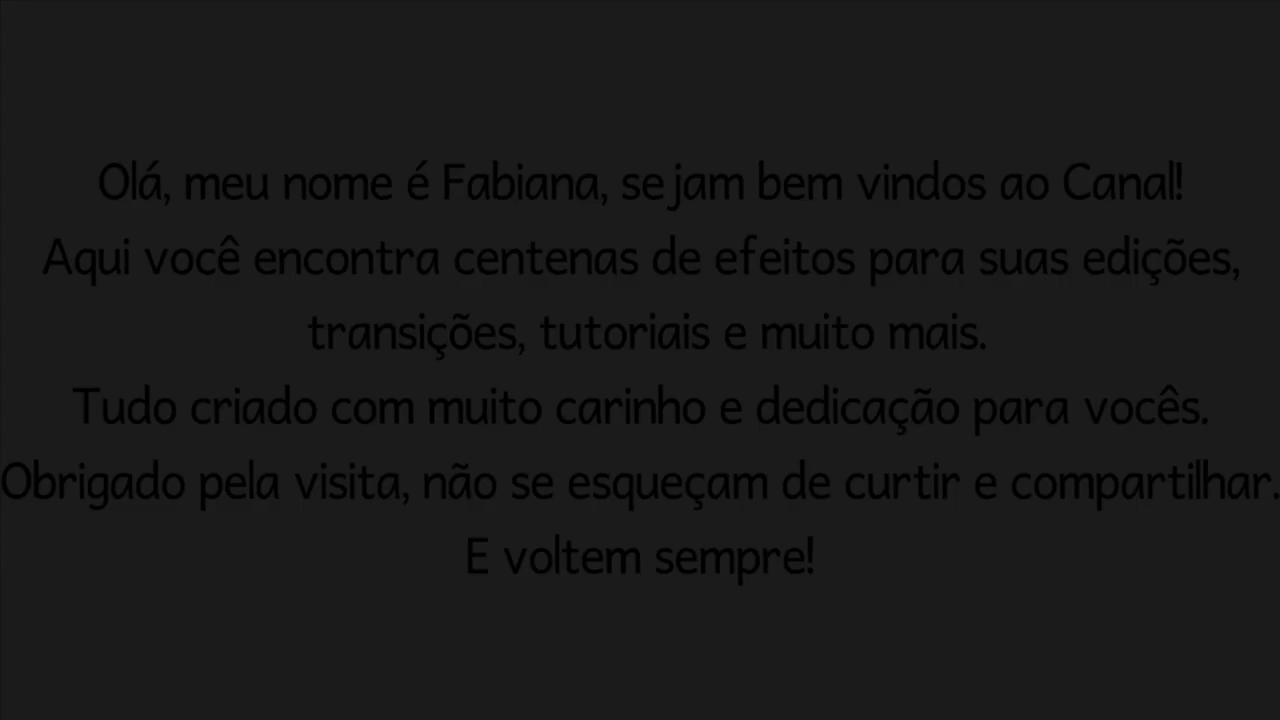 Olá, meu nome é Fabiana, sejam bem vindos ao Canal!
Aqui você encontra centenas de efeitos para suas edições,
transições, tutoriais e muito mais.
Tudo criado com muito carinho e dedicação para vocês.
Obrigado pela visita, não se esqueçam de curtir e compartilhar.
E voltem sempre!